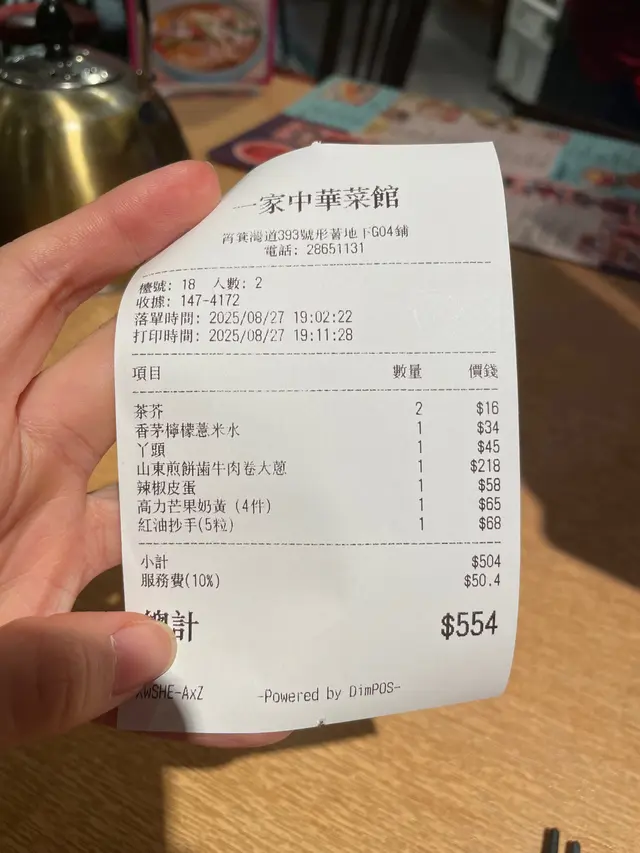 一家中華菜館
筲箕灣道393號形薈地下G04鋪
電話: 28651131
檯號: 18 人數: 2
收據: 147-4172
落單時間: 2025/08/27 19:02:22
打印時間: 2025/08/27 19:11:28
項目 數量 價錢
茶芥 2 $16
香茅檸檬薏米水 1 $34
丫頭 1 $45
山東煎餅鹵牛肉卷大蔥 1 $218
辣椒皮蛋 1 $58
高力芒果奶黃 (4件) 1 $65
紅油抄手(5粒) 1 $68
小計 $504
服務費(10%) $50.4
總計 $554
wSHE-AxZ -Powered by DimPOS-